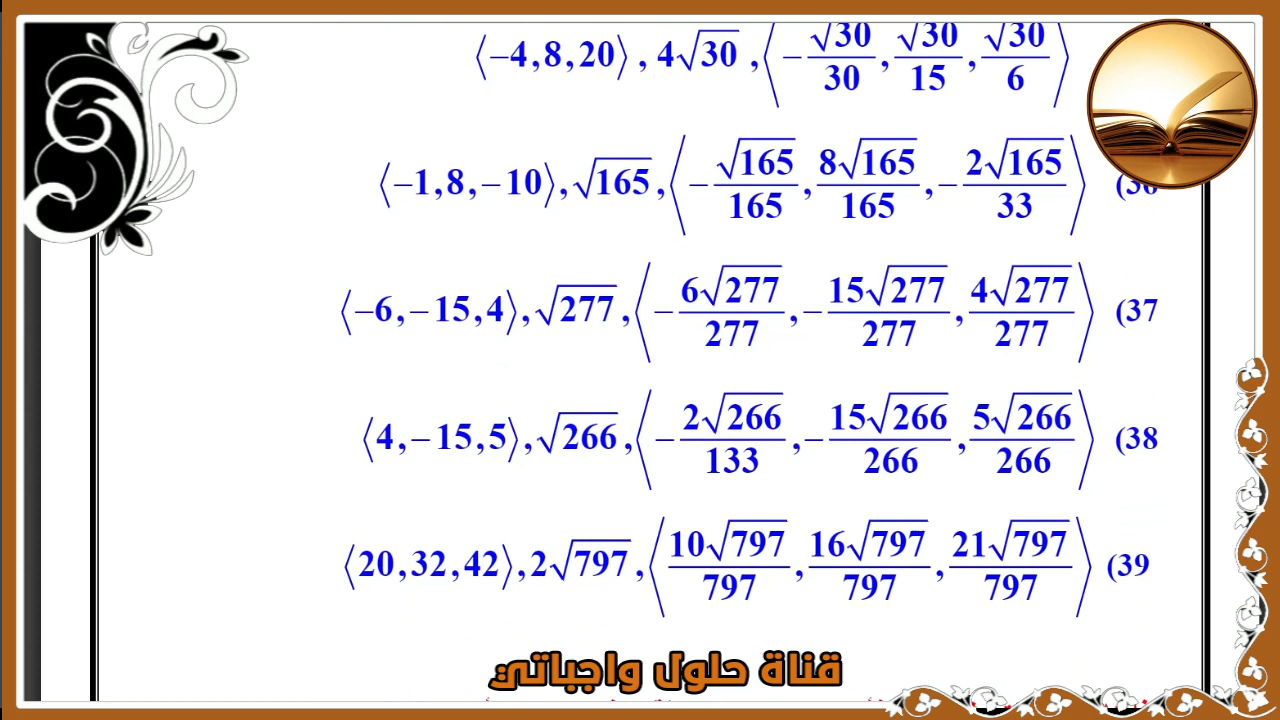 ⟨−4,8,20⟩, 4√30, ⟨−√30/30, √30/15, √30/6⟩
(36 ⟨−1,8,−10⟩, √165, ⟨−√165/165, 8√165/165, −2√165/33⟩
(37 ⟨−6,−15,4⟩, √277, ⟨−6√277/277, −15√277/277, 4√277/277⟩
(38 ⟨4,−15,5⟩, √266, ⟨−2√266/133, −15√266/266, 5√266/266⟩
(39 ⟨20,32,42⟩, 2√797, ⟨10√797/797, 16√797/797, 21√797/797⟩
قناة حلول واجباتي